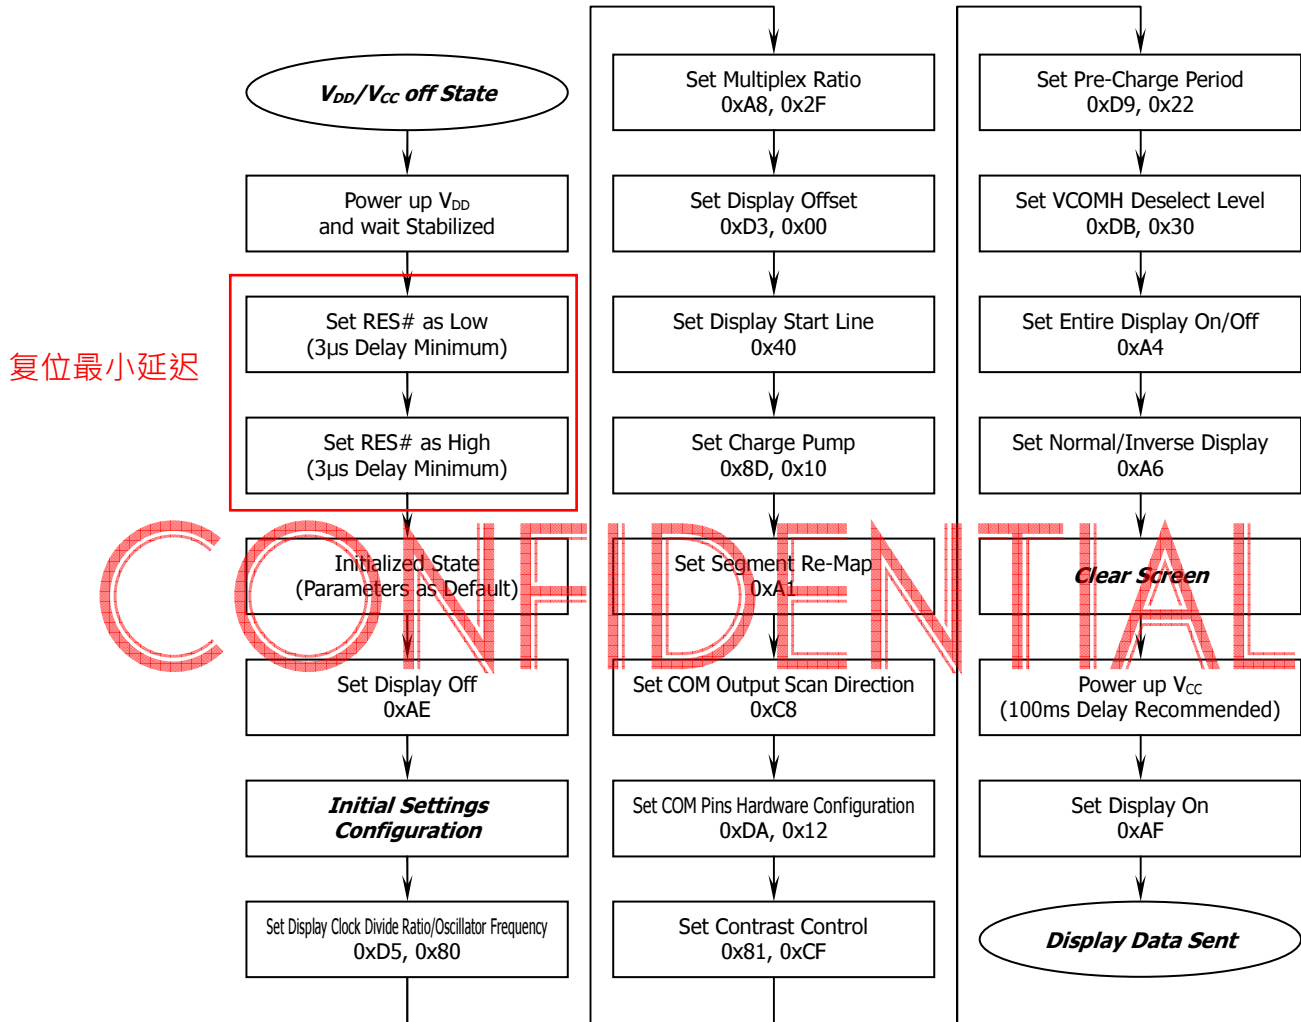 V_DD/V_CC off State
Power up V_DD
and wait Stabilized
复位最小延迟
Set RES# as Low
(3µs Delay Minimum)
Set RES# as High
(3µs Delay Minimum)
Initialized State
(Parameters as Default)
Set Display Off
0xAE
Initial Settings
Configuration
Set Display Clock Divide Ratio/Oscillator Frequency
0xD5, 0x80
Set Multiplex Ratio
0xA8, 0x2F
Set Display Offset
0xD3, 0x00
Set Display Start Line
0x40
Set Charge Pump
0x8D, 0x10
Set Segment Re-Map
0xA1
Set COM Output Scan Direction
0xC8
Set COM Pins Hardware Configuration
0xDA, 0x12
Set Contrast Control
0x81, 0xCF
Set Pre-Charge Period
0xD9, 0x22
Set VCOMH Deselect Level
0xDB, 0x30
Set Entire Display On/Off
0xA4
Set Normal/Inverse Display
0xA6
Clear Screen
Power up V_CC
(100ms Delay Recommended)
Set Display On
0xAF
Display Data Sent
CONFIDENTIAL